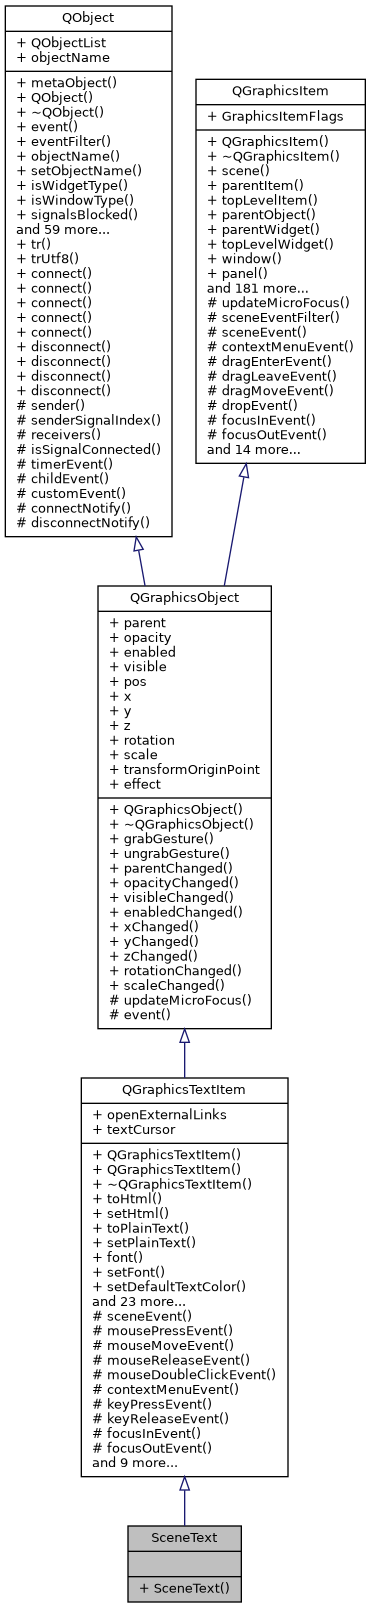 QObject
+ QObjectList
+ objectName
+ metaObject()
+ QObject()
+ ~QObject()
+ event()
+ eventFilter()
+ objectName()
+ setObjectName()
+ isWidgetType()
+ isWindowType()
+ signalsBlocked()
and 59 more...
+ tr()
+ trUtf8()
+ connect()
+ connect()
+ connect()
+ connect()
+ connect()
+ disconnect()
+ disconnect()
+ disconnect()
+ disconnect()
# sender()
# senderSignalIndex()
# receivers()
# isSignalConnected()
# timerEvent()
# childEvent()
# customEvent()
# connectNotify()
# disconnectNotify()
QGraphicsItem
+ GraphicsItemFlags
+ QGraphicsItem()
+ ~QGraphicsItem()
+ scene()
+ parentItem()
+ topLevelItem()
+ parentObject()
+ parentWidget()
+ topLevelWidget()
+ window()
+ panel()
and 181 more...
# updateMicroFocus()
# sceneEventFilter()
# sceneEvent()
# contextMenuEvent()
# dragEnterEvent()
# dragLeaveEvent()
# dragMoveEvent()
# dropEvent()
# focusInEvent()
# focusOutEvent()
and 14 more...
QGraphicsObject
+ parent
+ opacity
+ enabled
+ visible
+ pos
+ x
+ y
+ z
+ rotation
+ scale
+ transformOriginPoint
+ effect
+ QGraphicsObject()
+ ~QGraphicsObject()
+ grabGesture()
+ ungrabGesture()
+ parentChanged()
+ opacityChanged()
+ visibleChanged()
+ enabledChanged()
+ xChanged()
+ yChanged()
+ zChanged()
+ rotationChanged()
+ scaleChanged()
# updateMicroFocus()
# event()
QGraphicsTextItem
+ openExternalLinks
+ textCursor
+ QGraphicsTextItem()
+ QGraphicsTextItem()
+ ~QGraphicsTextItem()
+ toHtml()
+ setHtml()
+ toPlainText()
+ setPlainText()
+ font()
+ setFont()
+ setDefaultTextColor()
and 23 more...
# sceneEvent()
# mousePressEvent()
# mouseMoveEvent()
# mouseReleaseEvent()
# mouseDoubleClickEvent()
# contextMenuEvent()
# keyPressEvent()
# keyReleaseEvent()
# focusInEvent()
# focusOutEvent()
and 9 more...
SceneText
+ SceneText()